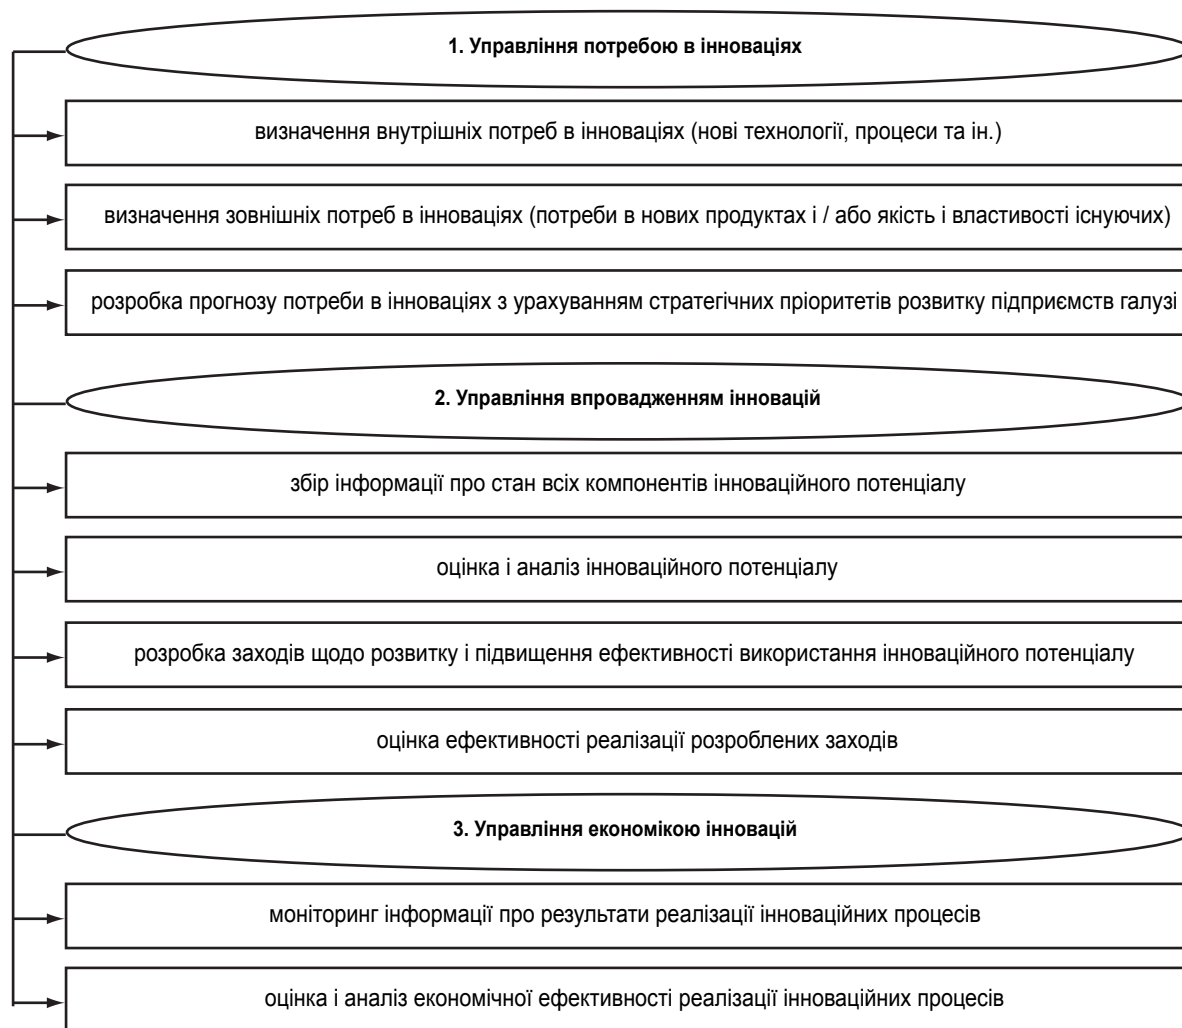 1. Управління потребою в інноваціях
визначення внутрішніх потреб в інноваціях (нові технології, процеси та ін.)
визначення зовнішніх потреб в інноваціях (потреби в нових продуктах і / або якість і властивості існуючих)
розробка прогнозу потреби в інноваціях з урахуванням стратегічних пріоритетів розвитку підприємств галузі
2. Управління впровадженням інновацій
збір інформації про стан всіх компонентів інноваційного потенціалу
оцінка і аналіз інноваційного потенціалу
розробка заходів щодо розвитку і підвищення ефективності використання інноваційного потенціалу
оцінка ефективності реалізації розроблених заходів
3. Управління економікою інновацій
моніторинг інформації про результати реалізації інноваційних процесів
оцінка і аналіз економічної ефективності реалізації інноваційних процесів